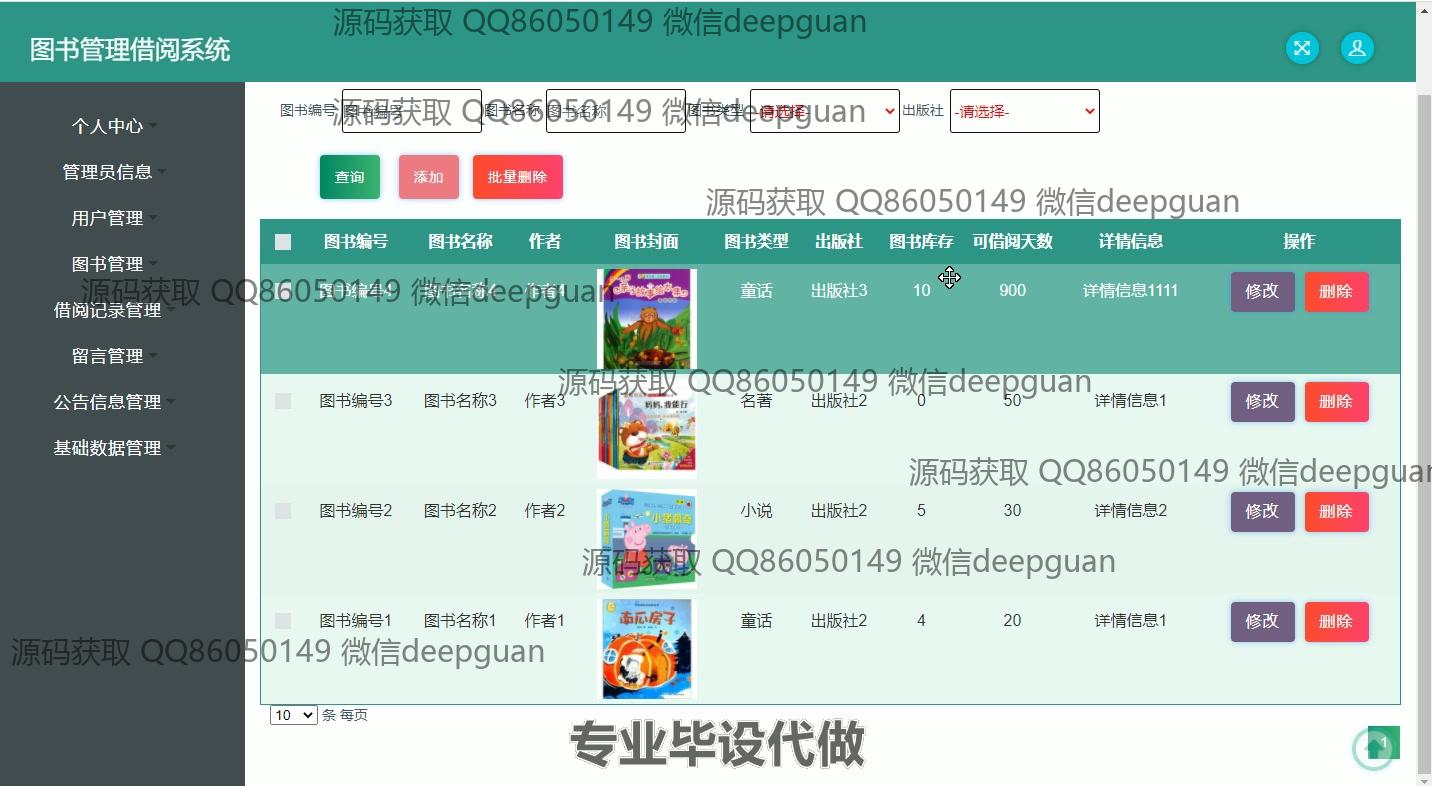 源码获取 QQ86050149 微信deepguan
图书管理借阅系统
个人中心
管理员信息
用户管理
图书管理
借阅记录管理
留言管理
公告信息管理
基础数据管理
图书编号 图书编号 图书名称 图书名称 图书类型 -请选择- 出版社 -请选择-
源码获取 QQ86050149 微信deepguan
查询 添加 批量删除
源码获取 QQ86050149 微信deepguan
图书编号 图书名称 作者 图书封面 图书类型 出版社 图书库存 可借阅天数 详情信息 操作
图书编号4 图书名称4 作者4 童话 出版社3 10 900 详情信息1111 修改 删除
源码获取 QQ86050149 微信deepguan
源码获取 QQ86050149 微信deepguan
图书编号3 图书名称3 作者3 名著 出版社2 0 50 详情信息1 修改 删除
妈妈,我能行
源码获取 QQ86050149 微信deepguan
图书编号2 图书名称2 作者2 小说 出版社2 5 30 详情信息2 修改 删除
小猪佩奇
源码获取 QQ86050149 微信deepguan
图书编号1 图书名称1 作者1 童话 出版社2 4 20 详情信息1 修改 删除
南瓜房子
源码获取 QQ86050149 微信deepguan
10 条 每页
专业毕设代做
1